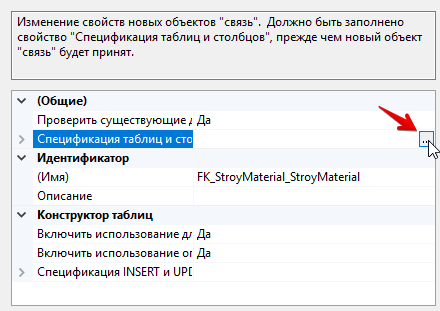 Изменение свойств новых объектов "связь". Должно быть заполнено
свойство "Спецификация таблиц и столбцов", прежде чем новый объект
"связь" будет принят.
(Общие)
Проверить существующие д Да
Спецификация таблиц и сто ...
Идентификатор
(Имя) FK_StroyMaterial_StroyMaterial
Описание
Конструктор таблиц
Включить использование дл Да
Включить использование ог Да
Спецификация INSERT и UPD